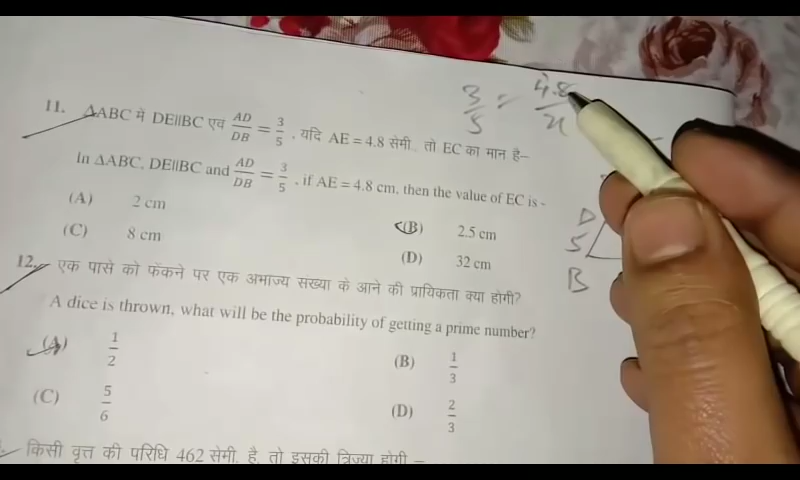 3/5 = 4.8/x
11. ΔABC में DE||BC एवं AD/DB = 3/5 , यदि AE = 4.8 सेमी. तो EC का मान है–
In ΔABC, DE||BC and AD/DB = 3/5 , if AE = 4.8 cm, then the value of EC is -
(A) 2 cm (B) 2.5 cm
(C) 8 cm (D) 32 cm
D
5
B
12. एक पासे को फेंकने पर एक अभाज्य संख्या के आने की प्रायिकता क्या होगी?
A dice is thrown, what will be the probability of getting a prime number?
(A) 1/2 (B) 1/3
(C) 5/6 (D) 2/3
किसी वृत्त की परिधि 462 सेमी. है, तो इसकी त्रिज्या होगी –